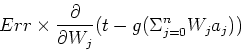 Err × ∂/∂W_j (t − g(Σ_{j=0}^{n} W_j a_j))